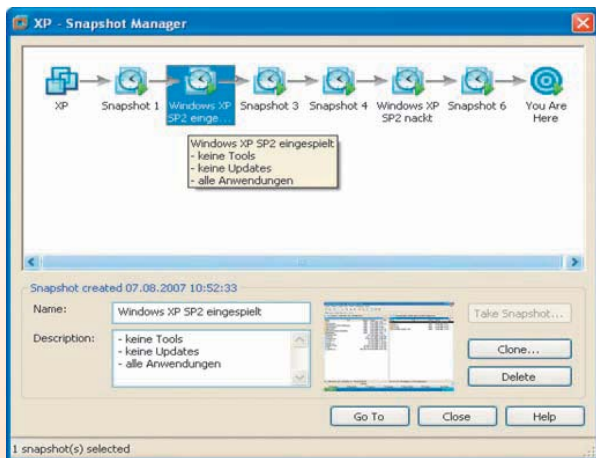 XP - Snapshot Manager
XP
Snapshot 1
Windows XP
SP2 einge...
Snapshot 3
Snapshot 4
Windows XP
SP2 nackt
Snapshot 6
You Are
Here
Windows XP SP2 eingespielt
- keine Tools
- keine Updates
- alle Anwendungen
Snapshot created 07.08.2007 10:52:33
Name:
Windows XP SP2 eingespielt
Take Snapshot...
Description:
- keine Tools
- keine Updates
- alle Anwendungen
Clone...
Delete
Go To
Close
Help
1 snapshot(s) selected